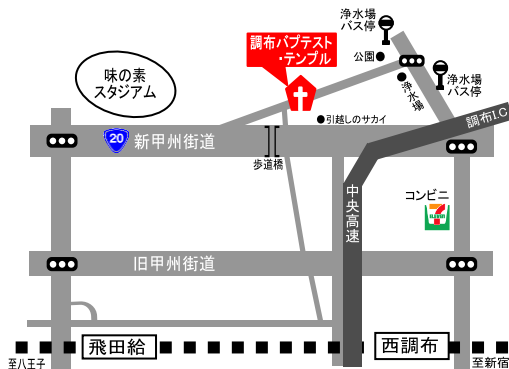 浄水場
バス停
調布バプテスト
・テンプル
公園
浄水場
バス停
浄水場
味の素
スタジアム
引越しのサカイ
調布I.C
20
新甲州街道
歩道橋
中央高速
コンビニ
7
ELEVEN
旧甲州街道
飛田給
西調布
至八王子
至新宿